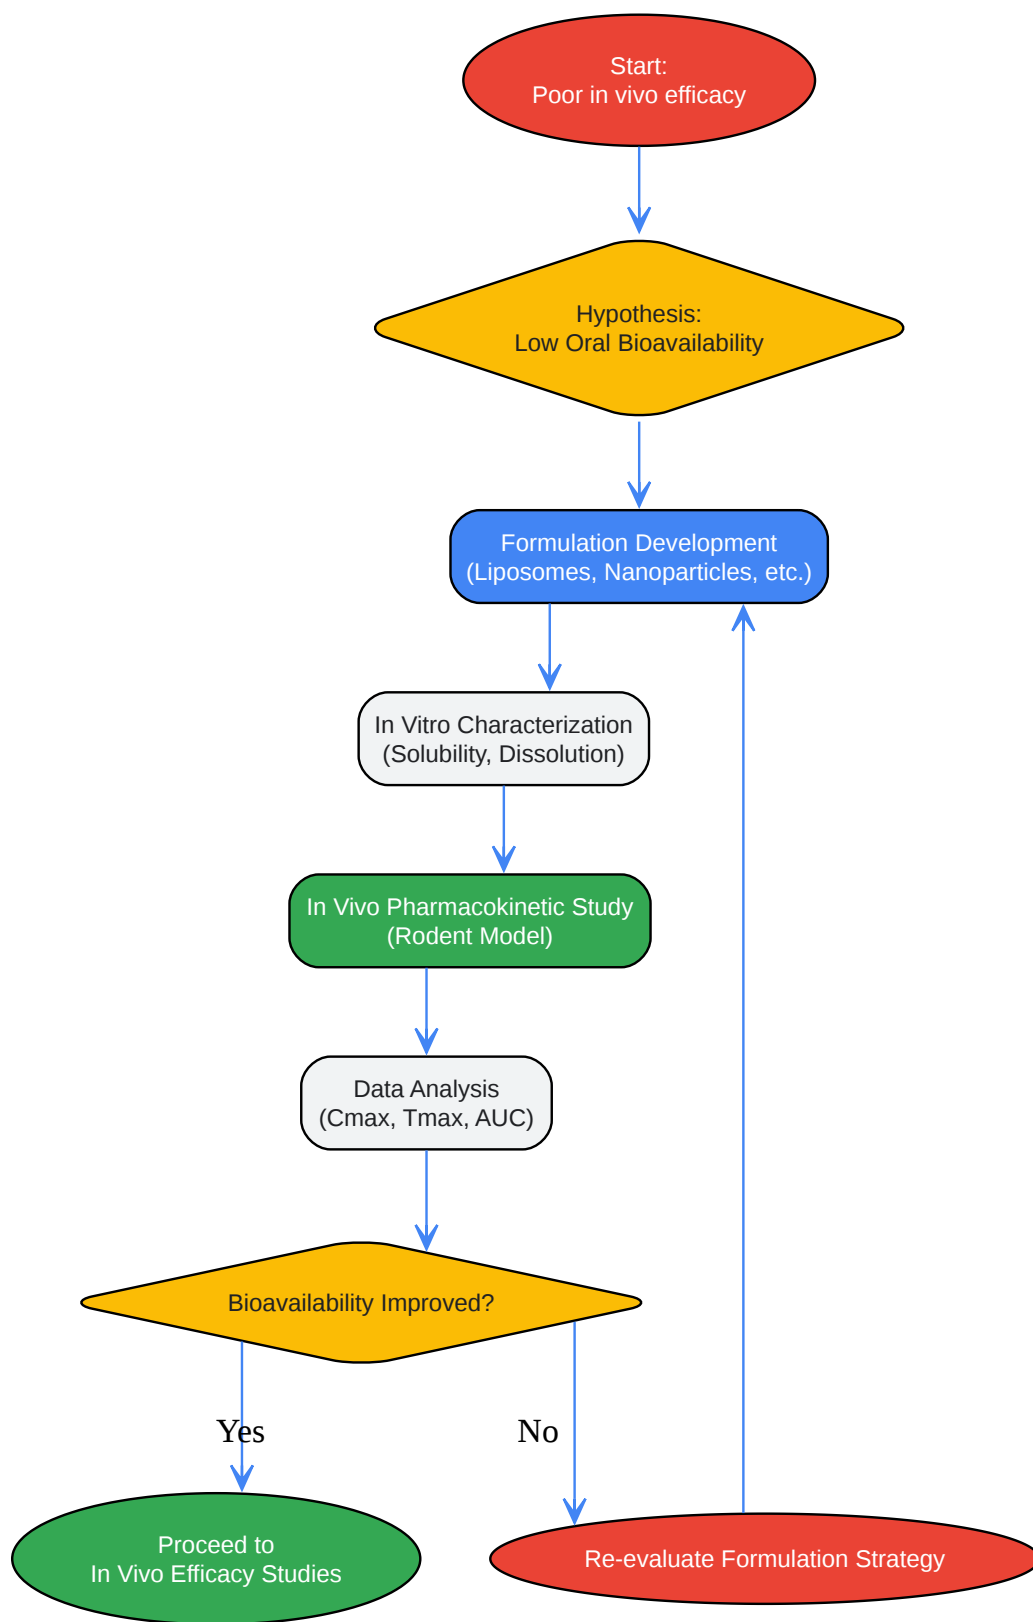 Start:
Poor in vivo efficacy
Hypothesis:
Low Oral Bioavailability
Formulation Development
(Liposomes, Nanoparticles, etc.)
In Vitro Characterization
(Solubility, Dissolution)
In Vivo Pharmacokinetic Study
(Rodent Model)
Data Analysis
(Cmax, Tmax, AUC)
Bioavailability Improved?
Yes
No
Proceed to
In Vivo Efficacy Studies
Re-evaluate Formulation Strategy